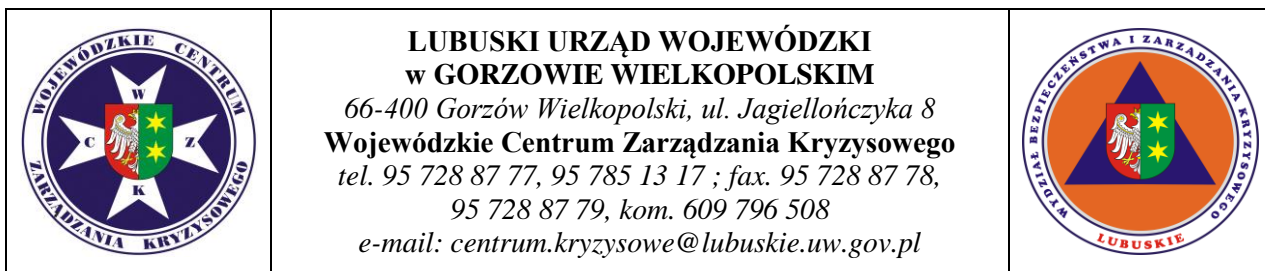 WOJEWÓDZKIE CENTRUM
ZARZĄDZANIA KRYZYSOWEGO
W
C Z
K
LUBUSKI URZĄD WOJEWÓDZKI
w GORZOWIE WIELKOPOLSKIM
66-400 Gorzów Wielkopolski, ul. Jagiellończyka 8
Wojewódzkie Centrum Zarządzania Kryzysowego
tel. 95 728 87 77, 95 785 13 17 ; fax. 95 728 87 78,
95 728 87 79, kom. 609 796 508
e-mail: centrum.kryzysowe@lubuskie.uw.gov.pl
WYDZIAŁ BEZPIECZEŃSTWA I ZARZĄDZANIA KRYZYSOWEGO
LUBUSKIE